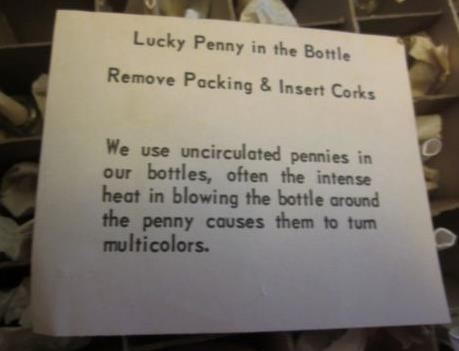 Lucky Penny in the Bottle
Remove Packing & Insert Corks
We use uncirculated pennies in
our bottles, often the intense
heat in blowing the bottle around
the penny causes them to turn
multicolors.